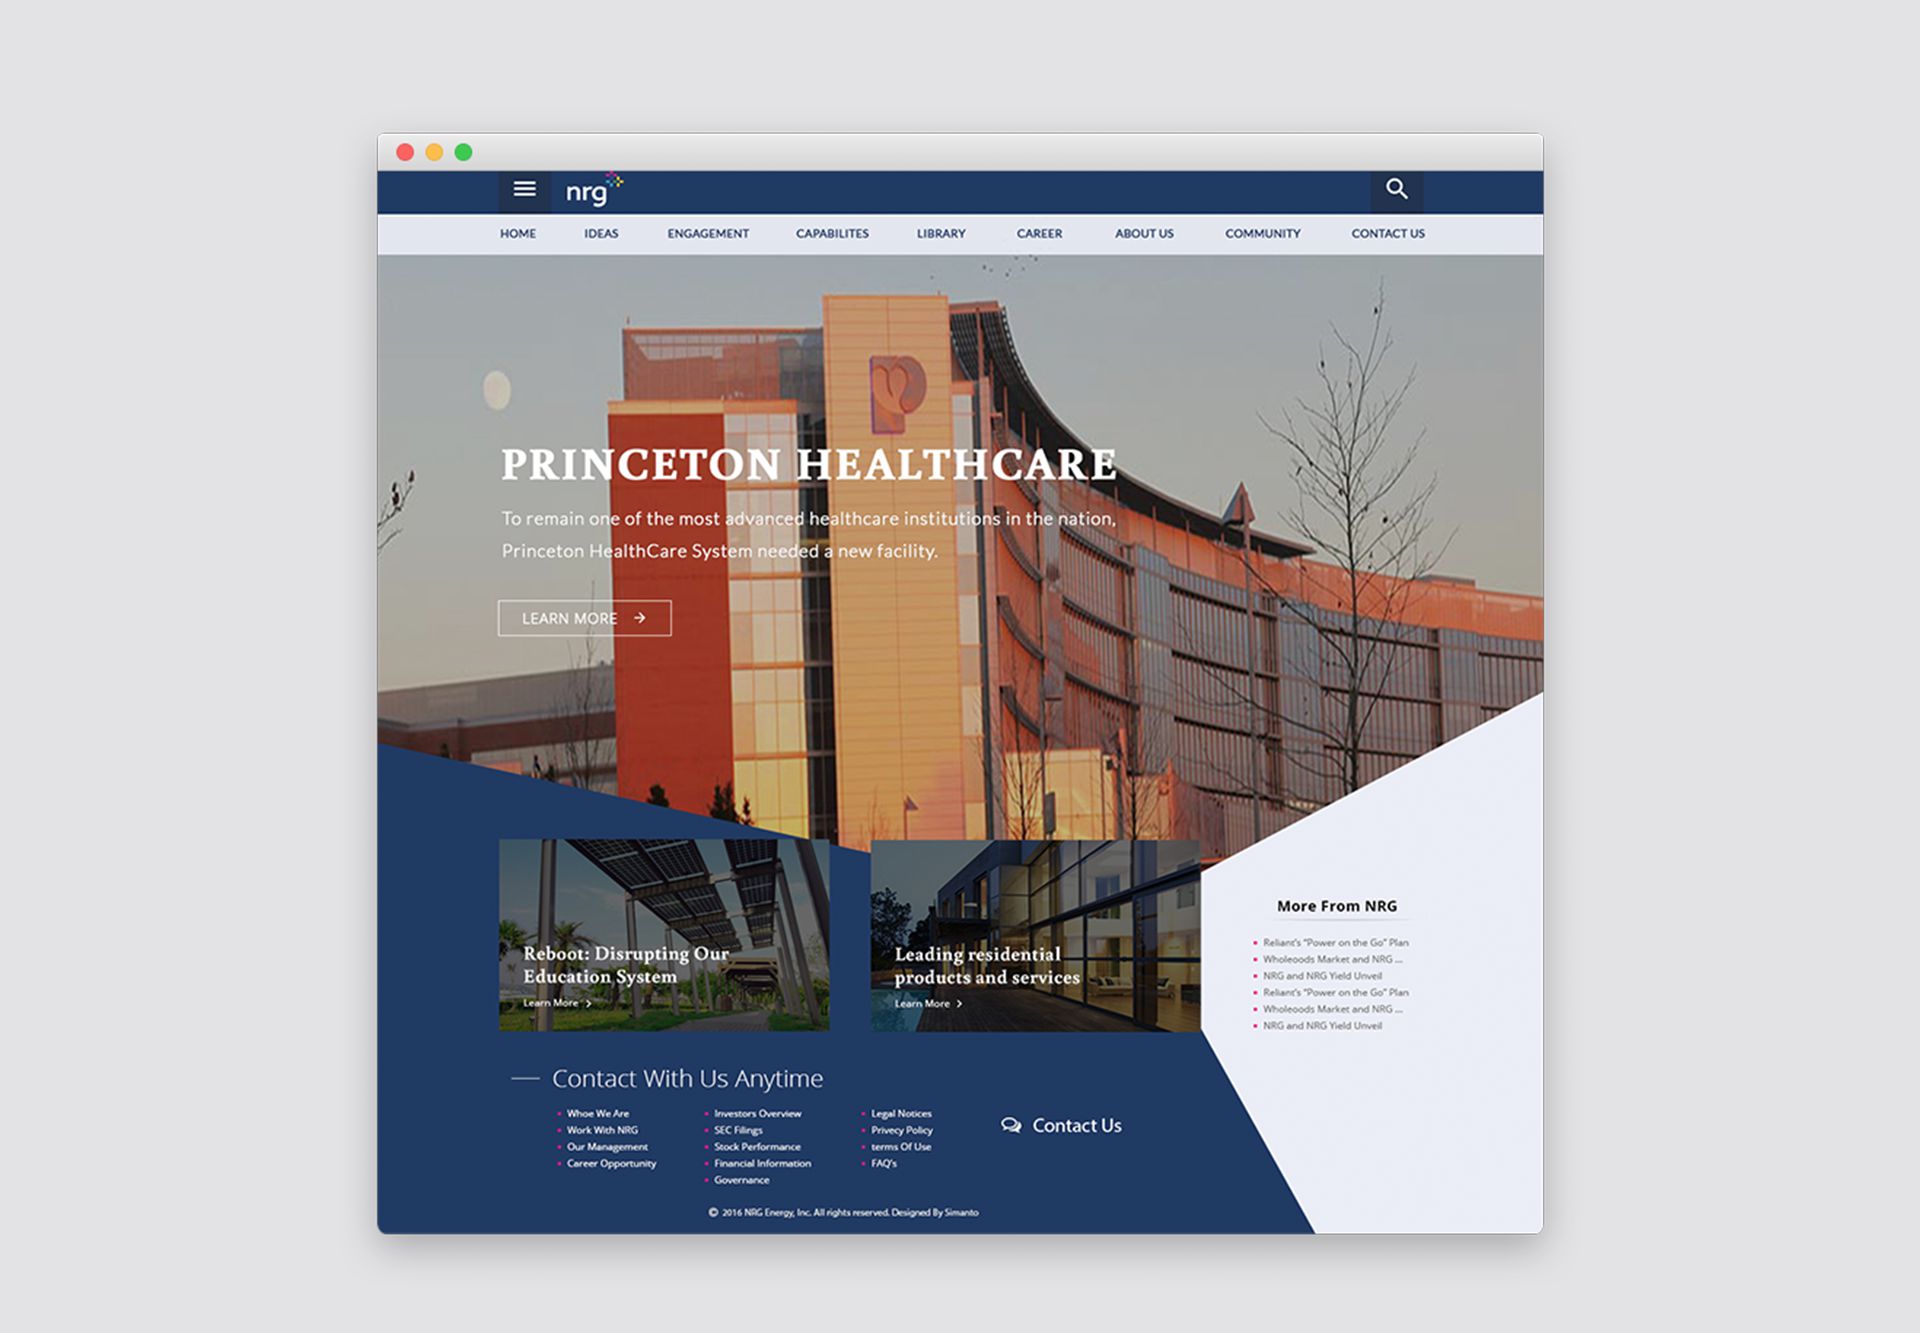 nrg
HOME IDEAS ENGAGEMENT CAPABILITES LIBRARY CAREER ABOUT US COMMUNITY CONTACT US
P
PRINCETON HEALTHCARE
To remain one of the most advanced healthcare institutions in the nation,
Princeton HealthCare System needed a new facility.
LEARN MORE
Reboot: Disrupting Our
Education System
Learn More
Leading residential
products and services
Learn More
More From NRG
Reliant's "Power on the Go" Plan
Wholeoods Market and NRG ...
NRG and NRG Yield Unveil
Reliant's "Power on the Go" Plan
Wholeoods Market and NRG ...
NRG and NRG Yield Unveil
Contact With Us Anytime
Whoe We Are
Work With NRG
Our Management
Career Opportunity
Investors Overview
SEC Filings
Stock Performance
Financial Information
Governance
Legal Notices
Privecy Policy
terms Of Use
FAQ's
Contact Us
© 2016 NRG Energy, Inc. All rights reserved. Designed By Simanto